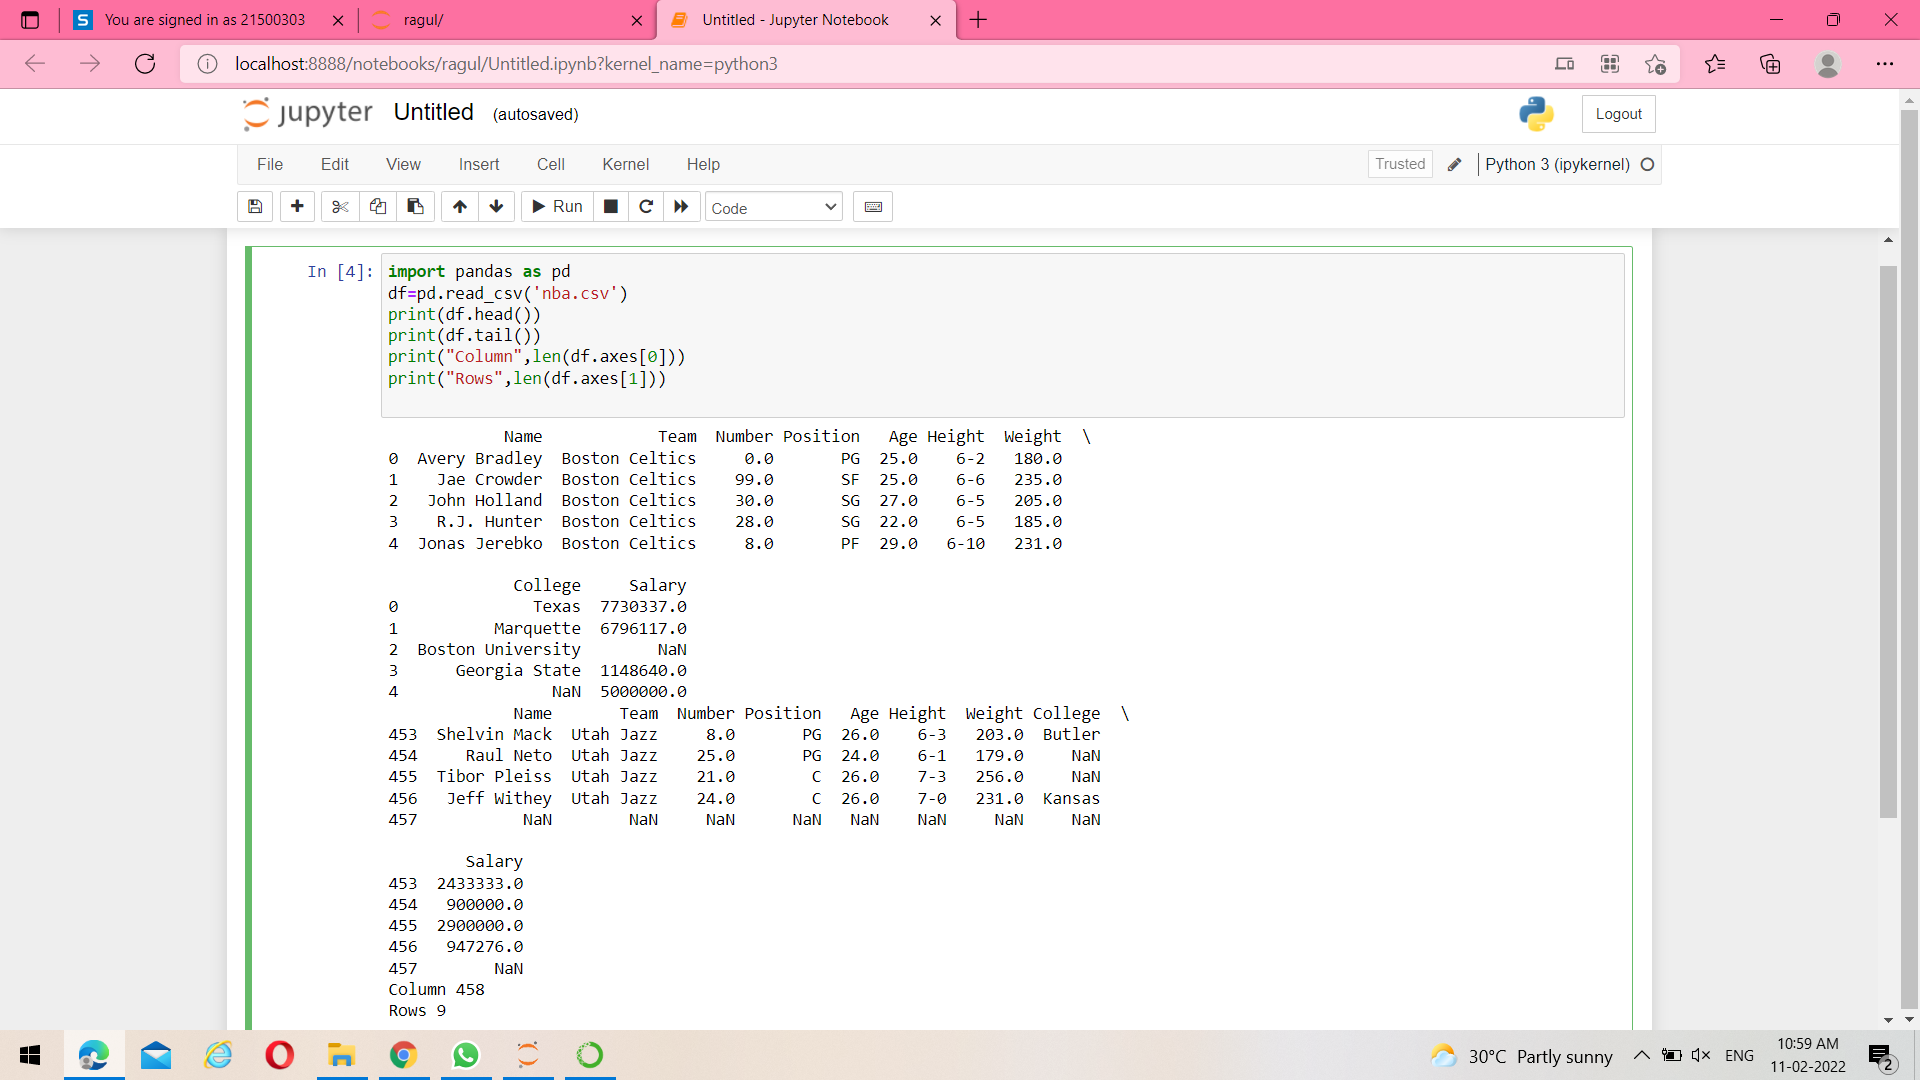 You are signed in as 21500303
ragul/
Untitled - Jupyter Notebook
localhost:8888/notebooks/ragul/Untitled.ipynb?kernel_name=python3
jupyter Untitled (autosaved)
Logout
File Edit View Insert Cell Kernel Help
Trusted
Python 3 (ipykernel)
Run
Code
In [4]:
import pandas as pd
df=pd.read_csv('nba.csv')
print(df.head())
print(df.tail())
print("Column",len(df.axes[0]))
print("Rows",len(df.axes[1]))
Name Team Number Position Age Height Weight \
0 Avery Bradley Boston Celtics 0.0 PG 25.0 6-2 180.0
1 Jae Crowder Boston Celtics 99.0 SF 25.0 6-6 235.0
2 John Holland Boston Celtics 30.0 SG 27.0 6-5 205.0
3 R.J. Hunter Boston Celtics 28.0 SG 22.0 6-5 185.0
4 Jonas Jerebko Boston Celtics 8.0 PF 29.0 6-10 231.0
College Salary
0 Texas 7730337.0
1 Marquette 6796117.0
2 Boston University NaN
3 Georgia State 1148640.0
4 NaN 5000000.0
Name Team Number Position Age Height Weight College \
453 Shelvin Mack Utah Jazz 8.0 PG 26.0 6-3 203.0 Butler
454 Raul Neto Utah Jazz 25.0 PG 24.0 6-1 179.0 NaN
455 Tibor Pleiss Utah Jazz 21.0 C 26.0 7-3 256.0 NaN
456 Jeff Withey Utah Jazz 24.0 C 26.0 7-0 231.0 Kansas
457 NaN NaN NaN NaN NaN NaN NaN NaN
Salary
453 2433333.0
454 900000.0
455 2900000.0
456 947276.0
457 NaN
Column 458
Rows 9
30°C Partly sunny
ENG
10:59 AM
11-02-2022
2